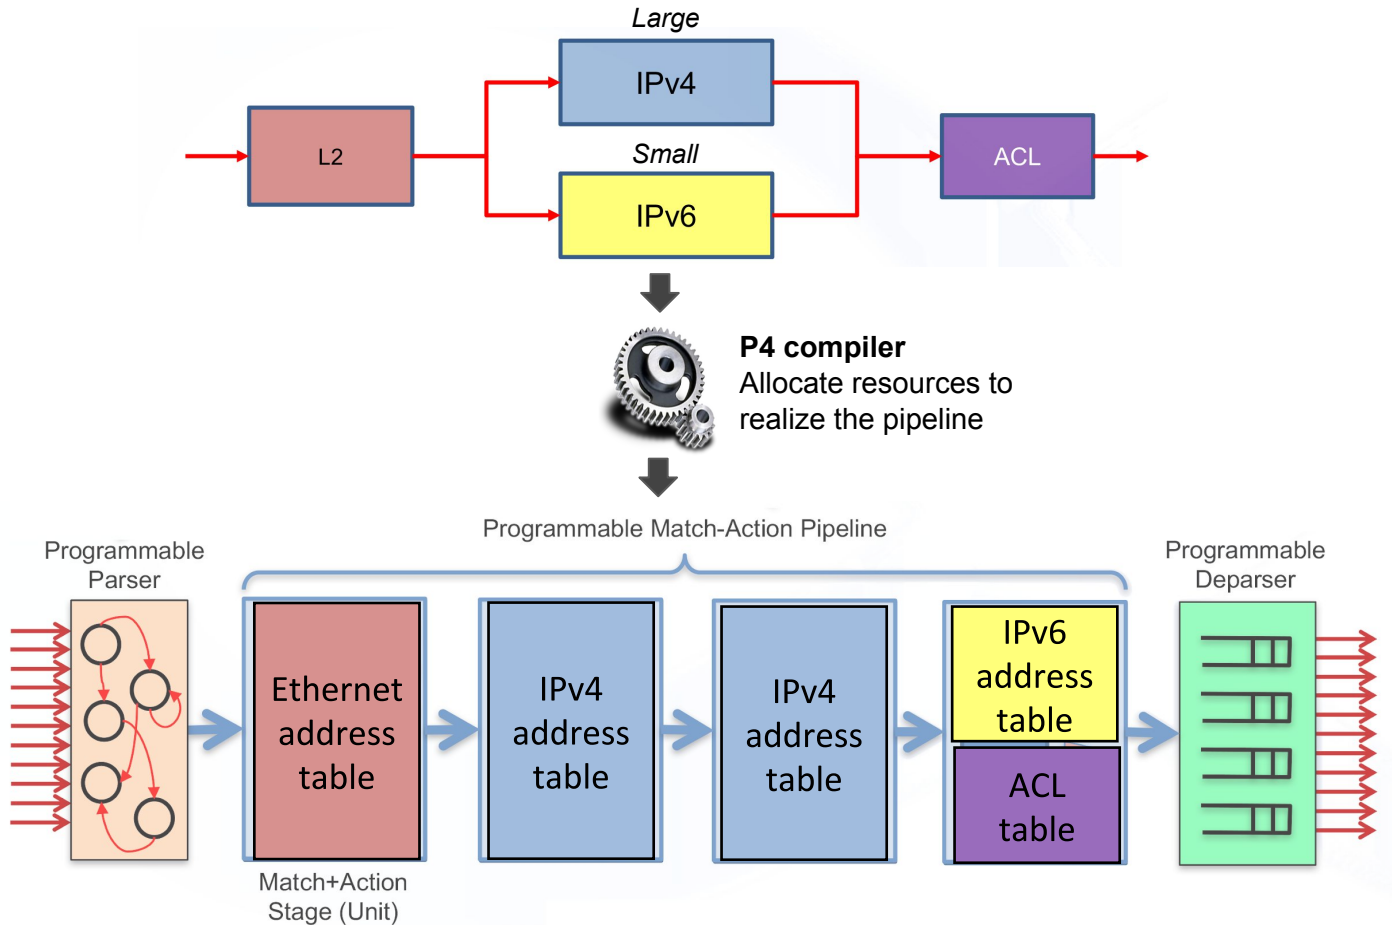 Large
IPv4
L2
Small
IPv6
ACL
P4 compiler
Allocate resources to
realize the pipeline
Programmable Match-Action Pipeline
Programmable
Parser
Programmable
Deparser
Ethernet
address
table
IPv4
address
table
IPv4
address
table
IPv6
address
table
ACL
table
Match+Action
Stage (Unit)